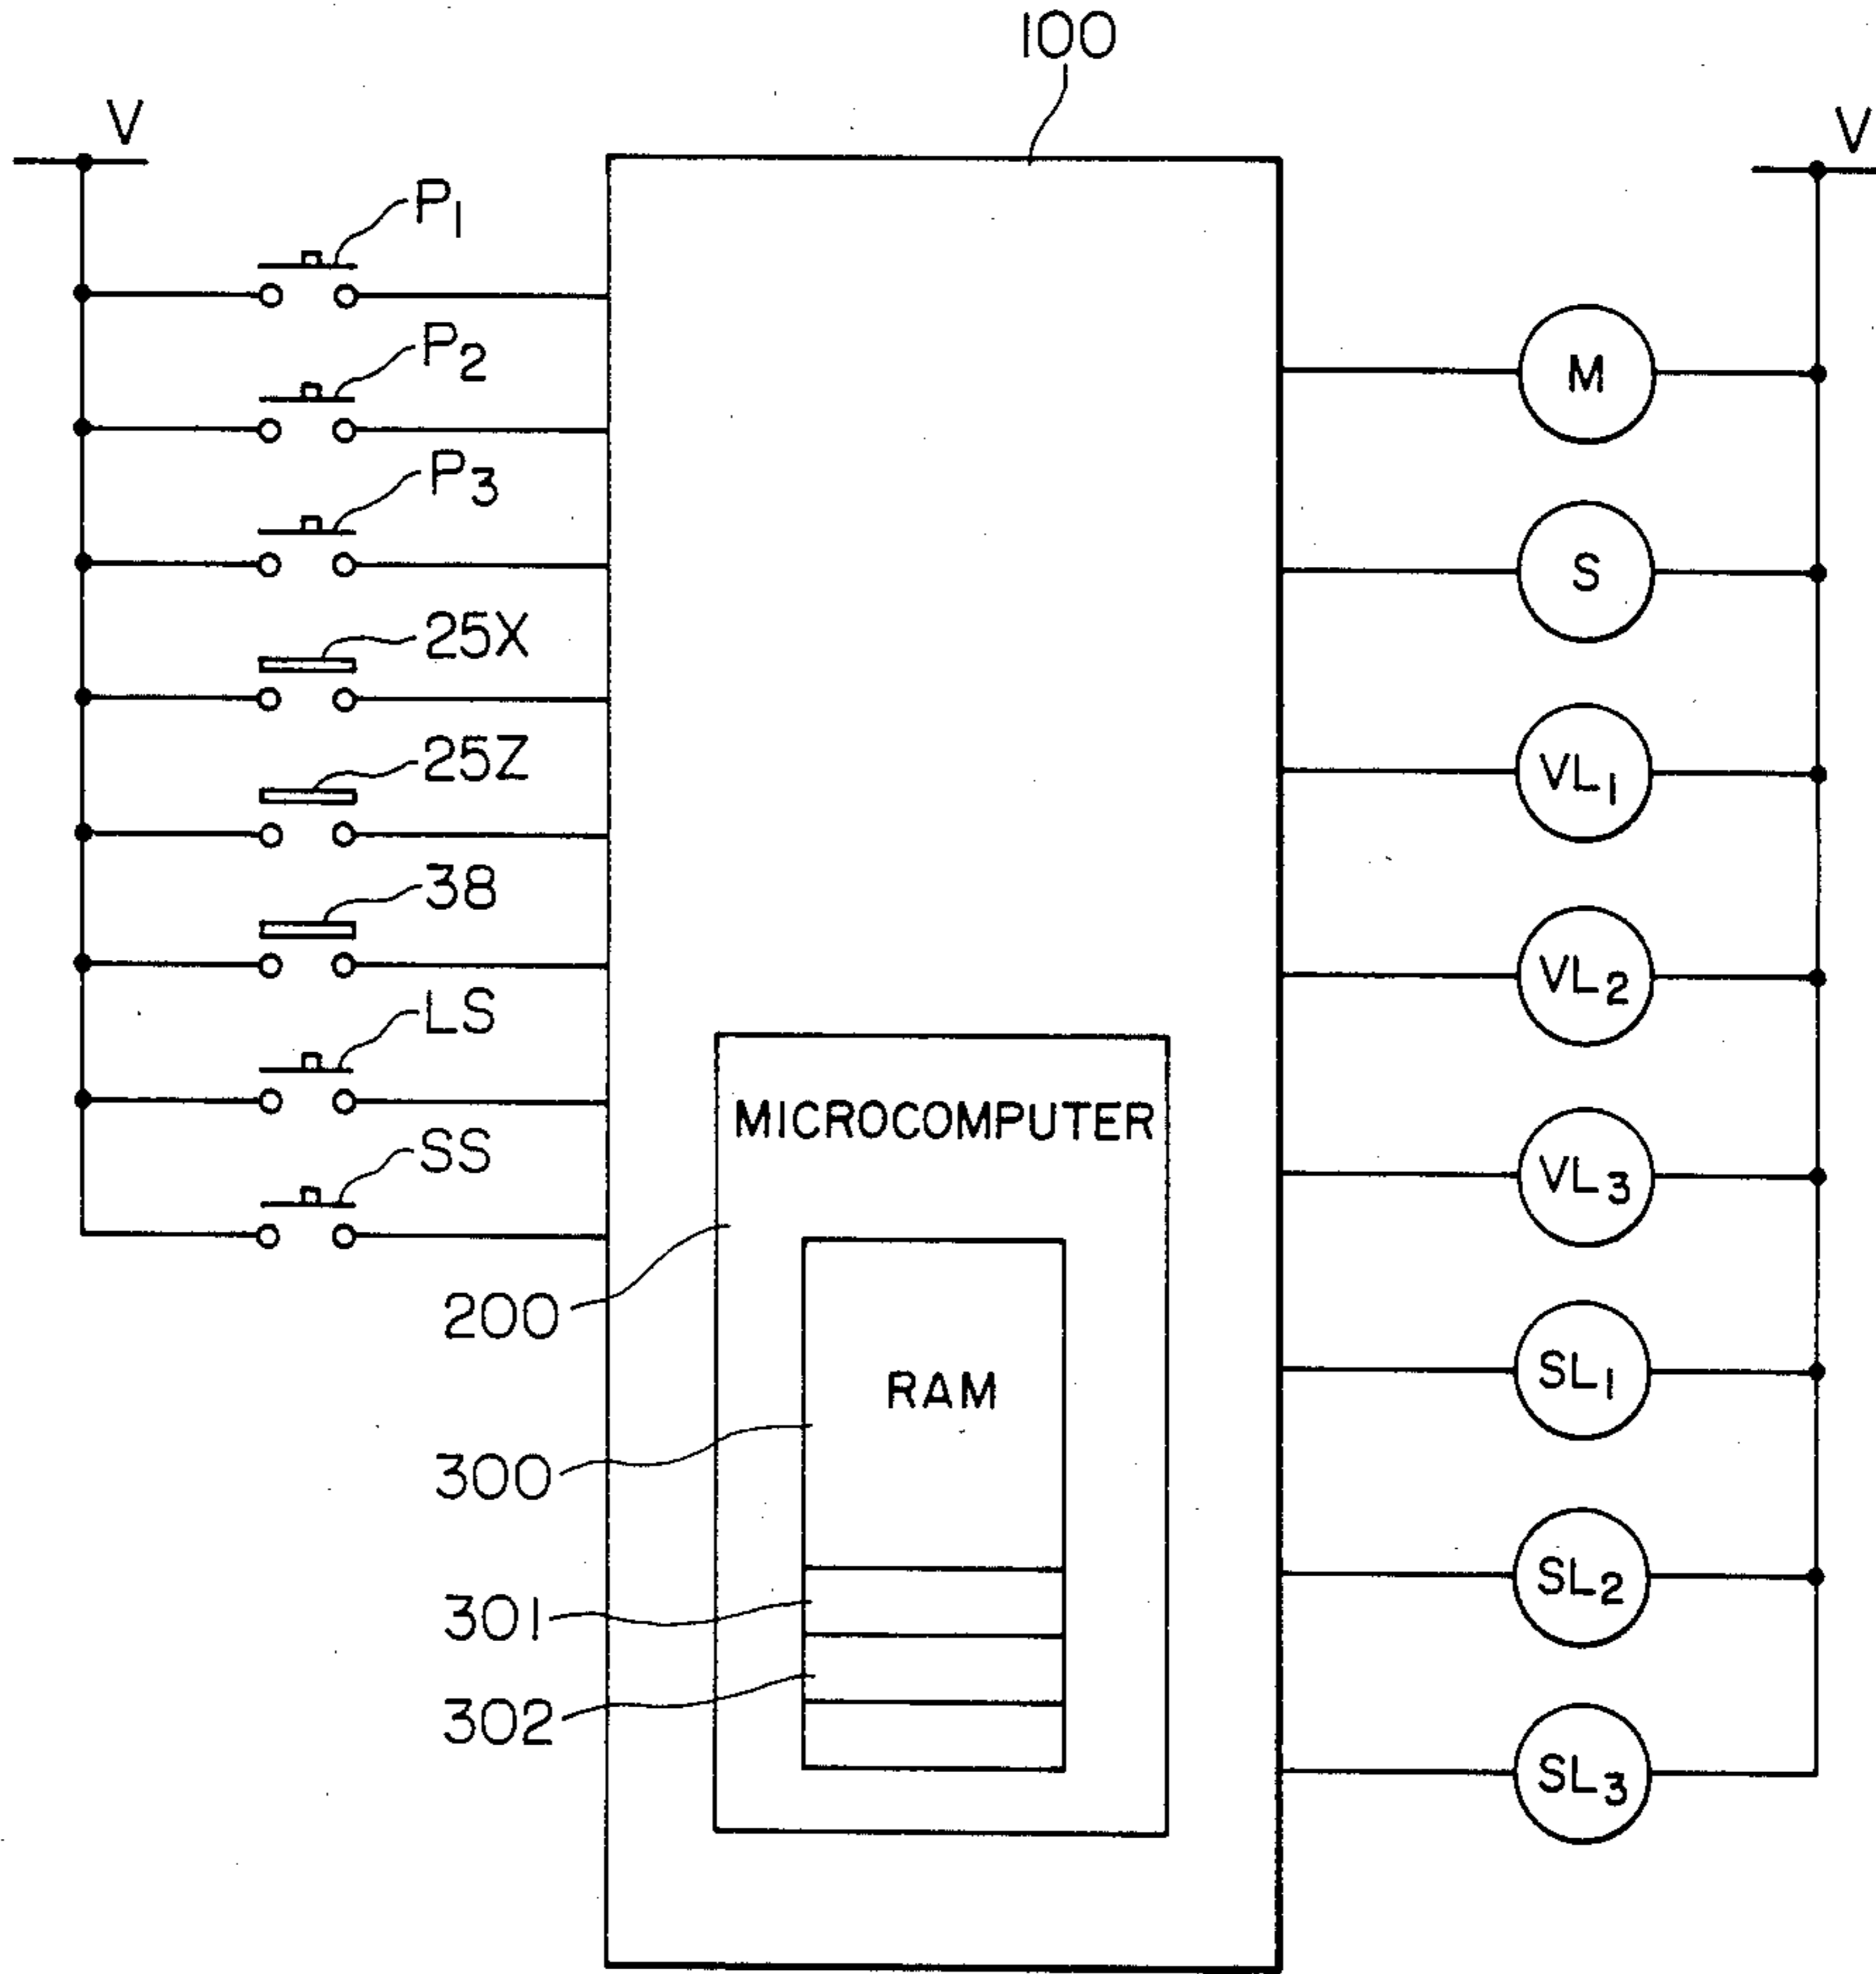 100
V
V
P1
P2
P3
25X
25Z
38
LS
SS
M
S
VL1
VL2
VL3
SL1
SL2
SL3
MICROCOMPUTER
200
RAM
300
301
302